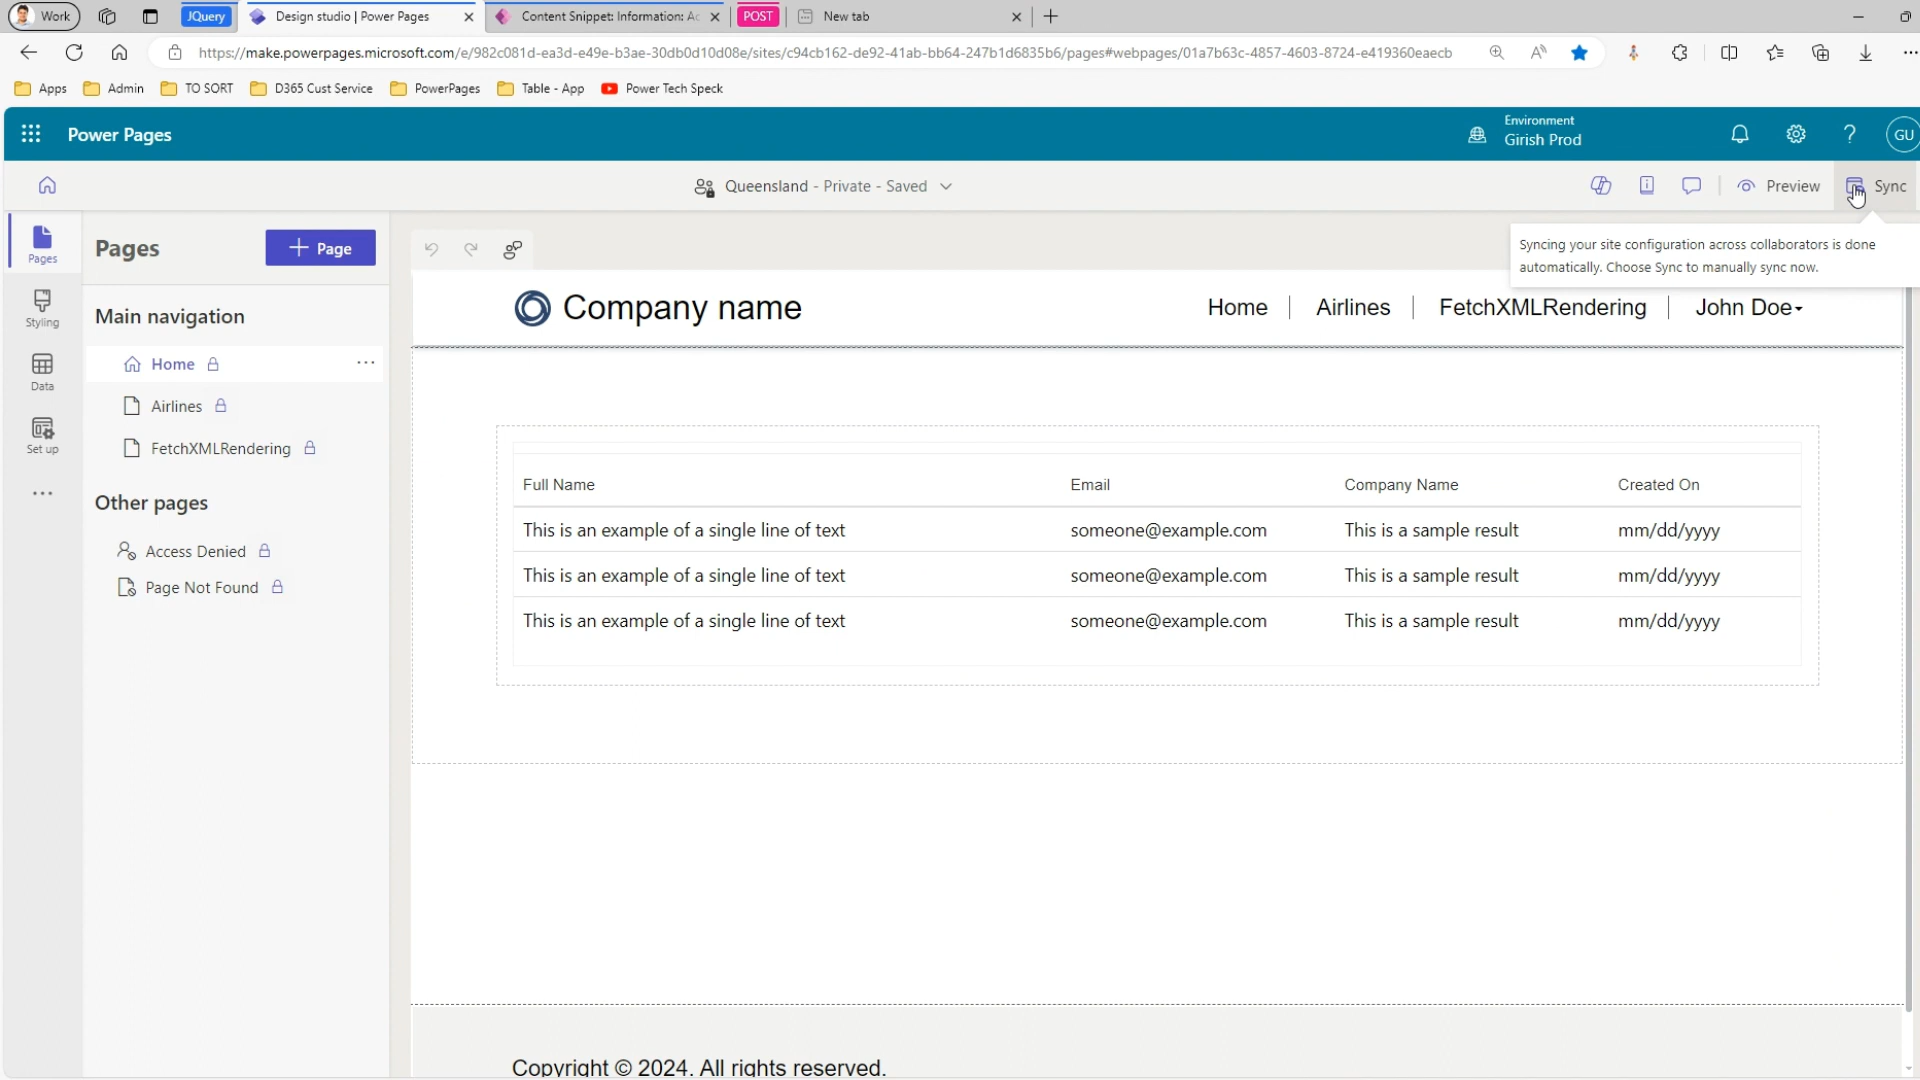 Work
JQuery
Design studio | Power Pages
Content Snippet: Information: Ac
POST
New tab
https://make.powerpages.microsoft.com/e/982c081d-ea3d-e49e-b3ae-30db0d10d08e/sites/c94cb162-de92-41ab-bb64-247b1d6835b6/pages#webpages/01a7b63c-4857-4603-8724-e419360eaecb
Apps
Admin
TO SORT
D365 Cust Service
PowerPages
Table - App
Power Tech Speck
Power Pages
Environment
Girish Prod
GU
Queensland - Private - Saved
Preview
Sync
Syncing your site configuration across collaborators is done
automatically. Choose Sync to manually sync now.
Pages
Styling
Data
Set up
Pages
+ Page
Main navigation
Home
Airlines
FetchXMLRendering
Other pages
Access Denied
Page Not Found
Company name
Home | Airlines | FetchXMLRendering | John Doe
Full Name Email Company Name Created On
This is an example of a single line of text someone@example.com This is a sample result mm/dd/yyyy
This is an example of a single line of text someone@example.com This is a sample result mm/dd/yyyy
This is an example of a single line of text someone@example.com This is a sample result mm/dd/yyyy
Copyright © 2024. All rights reserved.